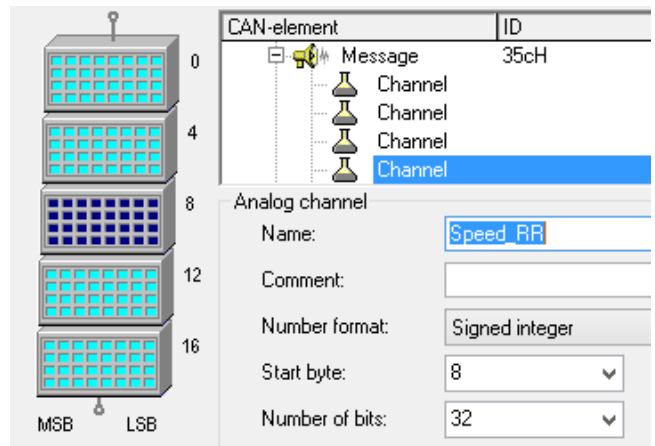 CAN-element ID
Message 35cH
Channel
Channel
Channel
Channel
0
4
8
12
16
MSB LSB
Analog channel
Name: Speed_RR
Comment:
Number format: Signed integer
Start byte: 8
Number of bits: 32